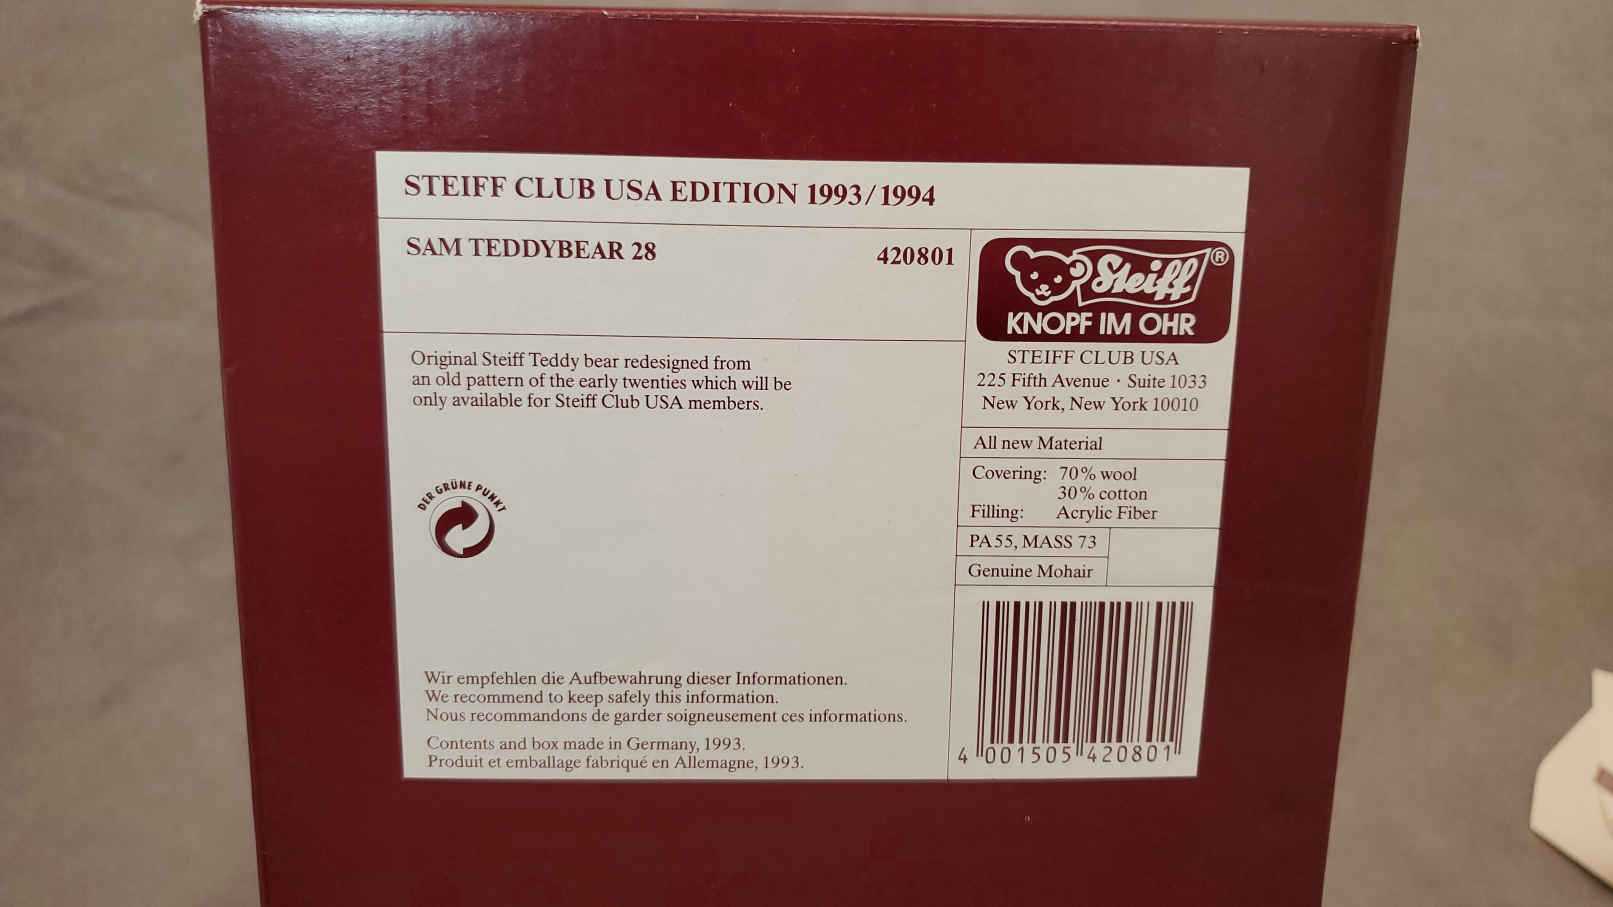 STEIFF CLUB USA EDITION 1993/1994
SAM TEDDYBEAR 28 420801
Original Steiff Teddy bear redesigned from
an old pattern of the early twenties which will be
only available for Steiff Club USA members.
DER GRÜNE PUNKT
Wir empfehlen die Aufbewahrung dieser Informationen.
We recommend to keep safely this information.
Nous recommandons de garder soigneusement ces informations.
Contents and box made in Germany, 1993.
Produit et emballage fabriqué en Allemagne, 1993.
Steiff ®
KNOPF IM OHR
STEIFF CLUB USA
225 Fifth Avenue · Suite 1033
New York, New York 10010
All new Material
Covering: 70% wool
30% cotton
Filling: Acrylic Fiber
PA55, MASS 73
Genuine Mohair
4 001505 420801